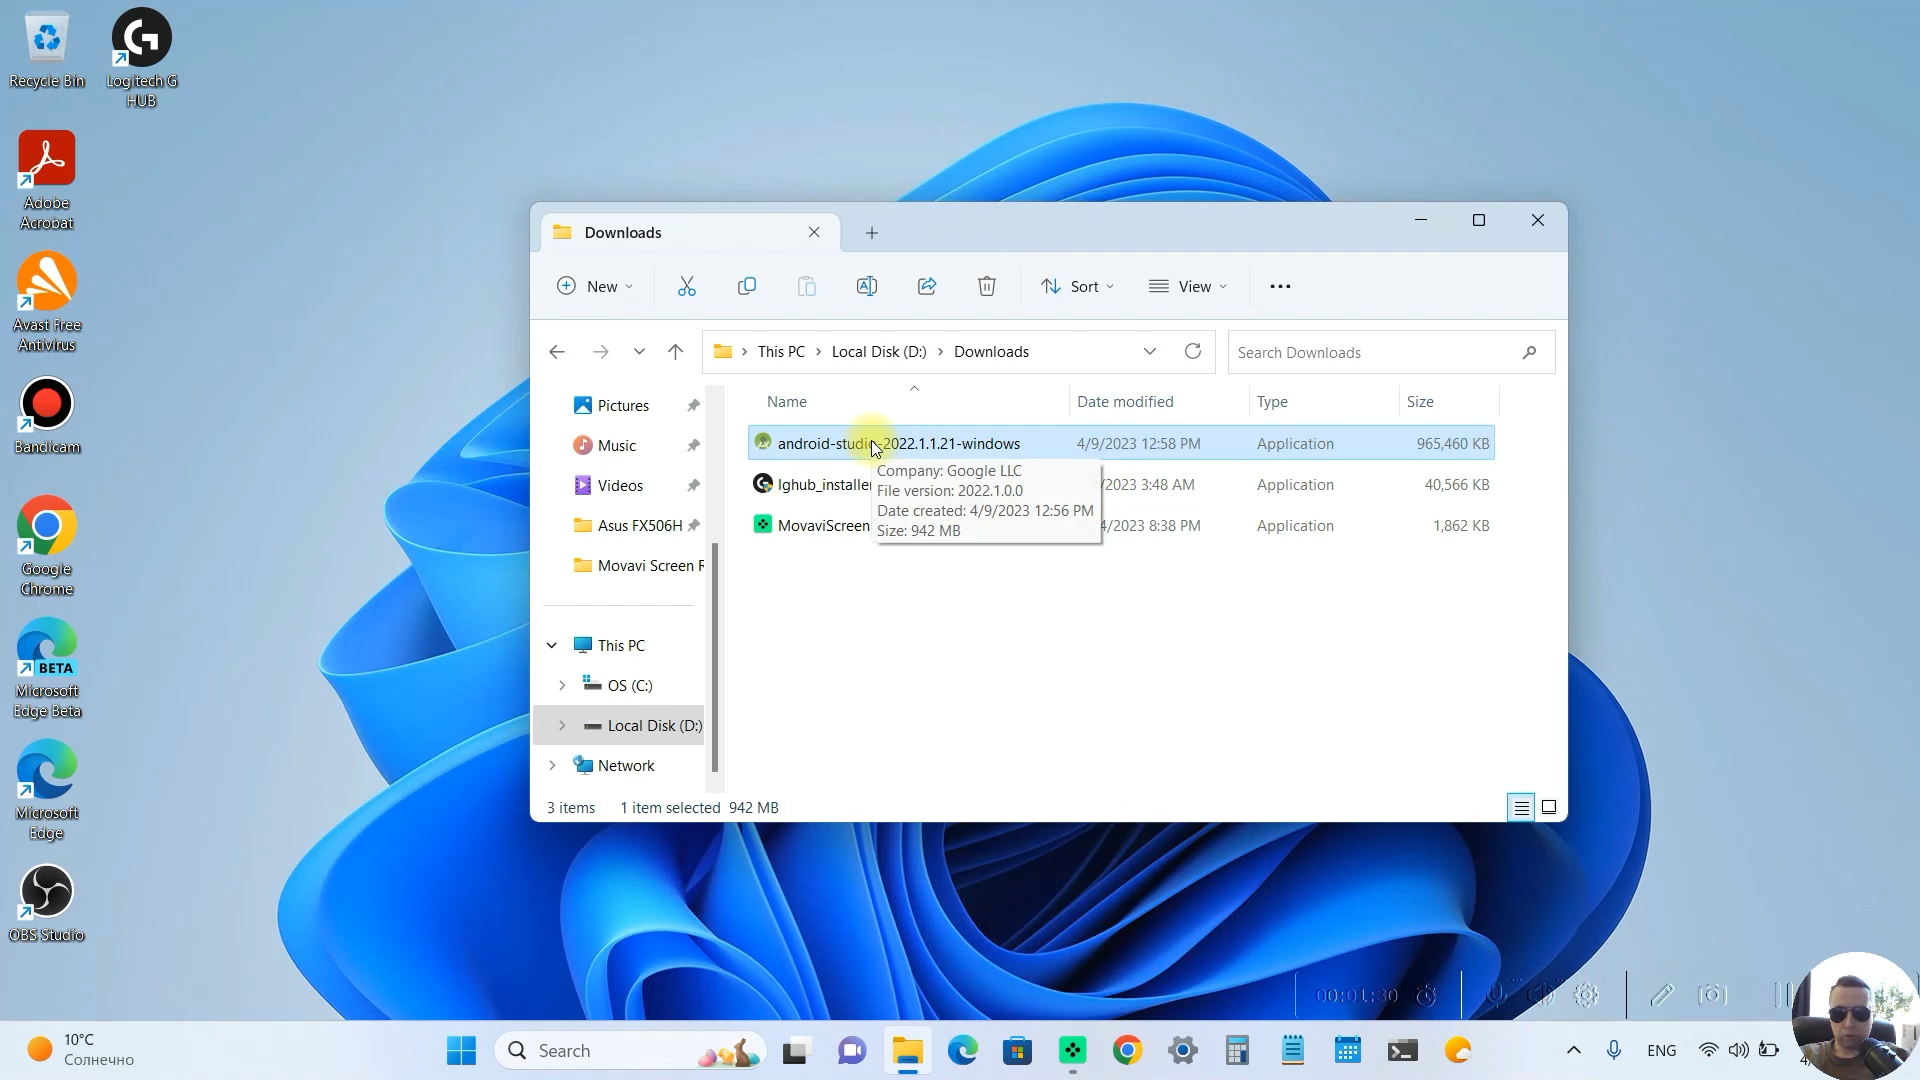 Recycle Bin
Logitech G
HUB
Adobe
Acrobat
Avast Free
Antivirus
Bandicam
Google
Chrome
BETA
Microsoft
Edge Beta
Microsoft
Edge
OBS Studio
Downloads
New
Sort
View
This PC
Local Disk (D:)
Downloads
Search Downloads
Pictures
Music
Videos
Asus FX506H
Movavi Screen R
This PC
OS (C:)
Local Disk (D:)
Network
Name
Date modified
Type
Size
android-studio-2022.1.1.21-windows
4/9/2023 12:58 PM
Application
965,460 KB
lghub_installer
/2023 3:48 AM
Application
40,566 KB
MovaviScreen
4/2023 8:38 PM
Application
1,862 KB
Company: Google LLC
File version: 2022.1.0.0
Date created: 4/9/2023 12:56 PM
Size: 942 MB
3 items
1 item selected 942 MB
00:01:30
10°C
Солнечно
Search
ENG